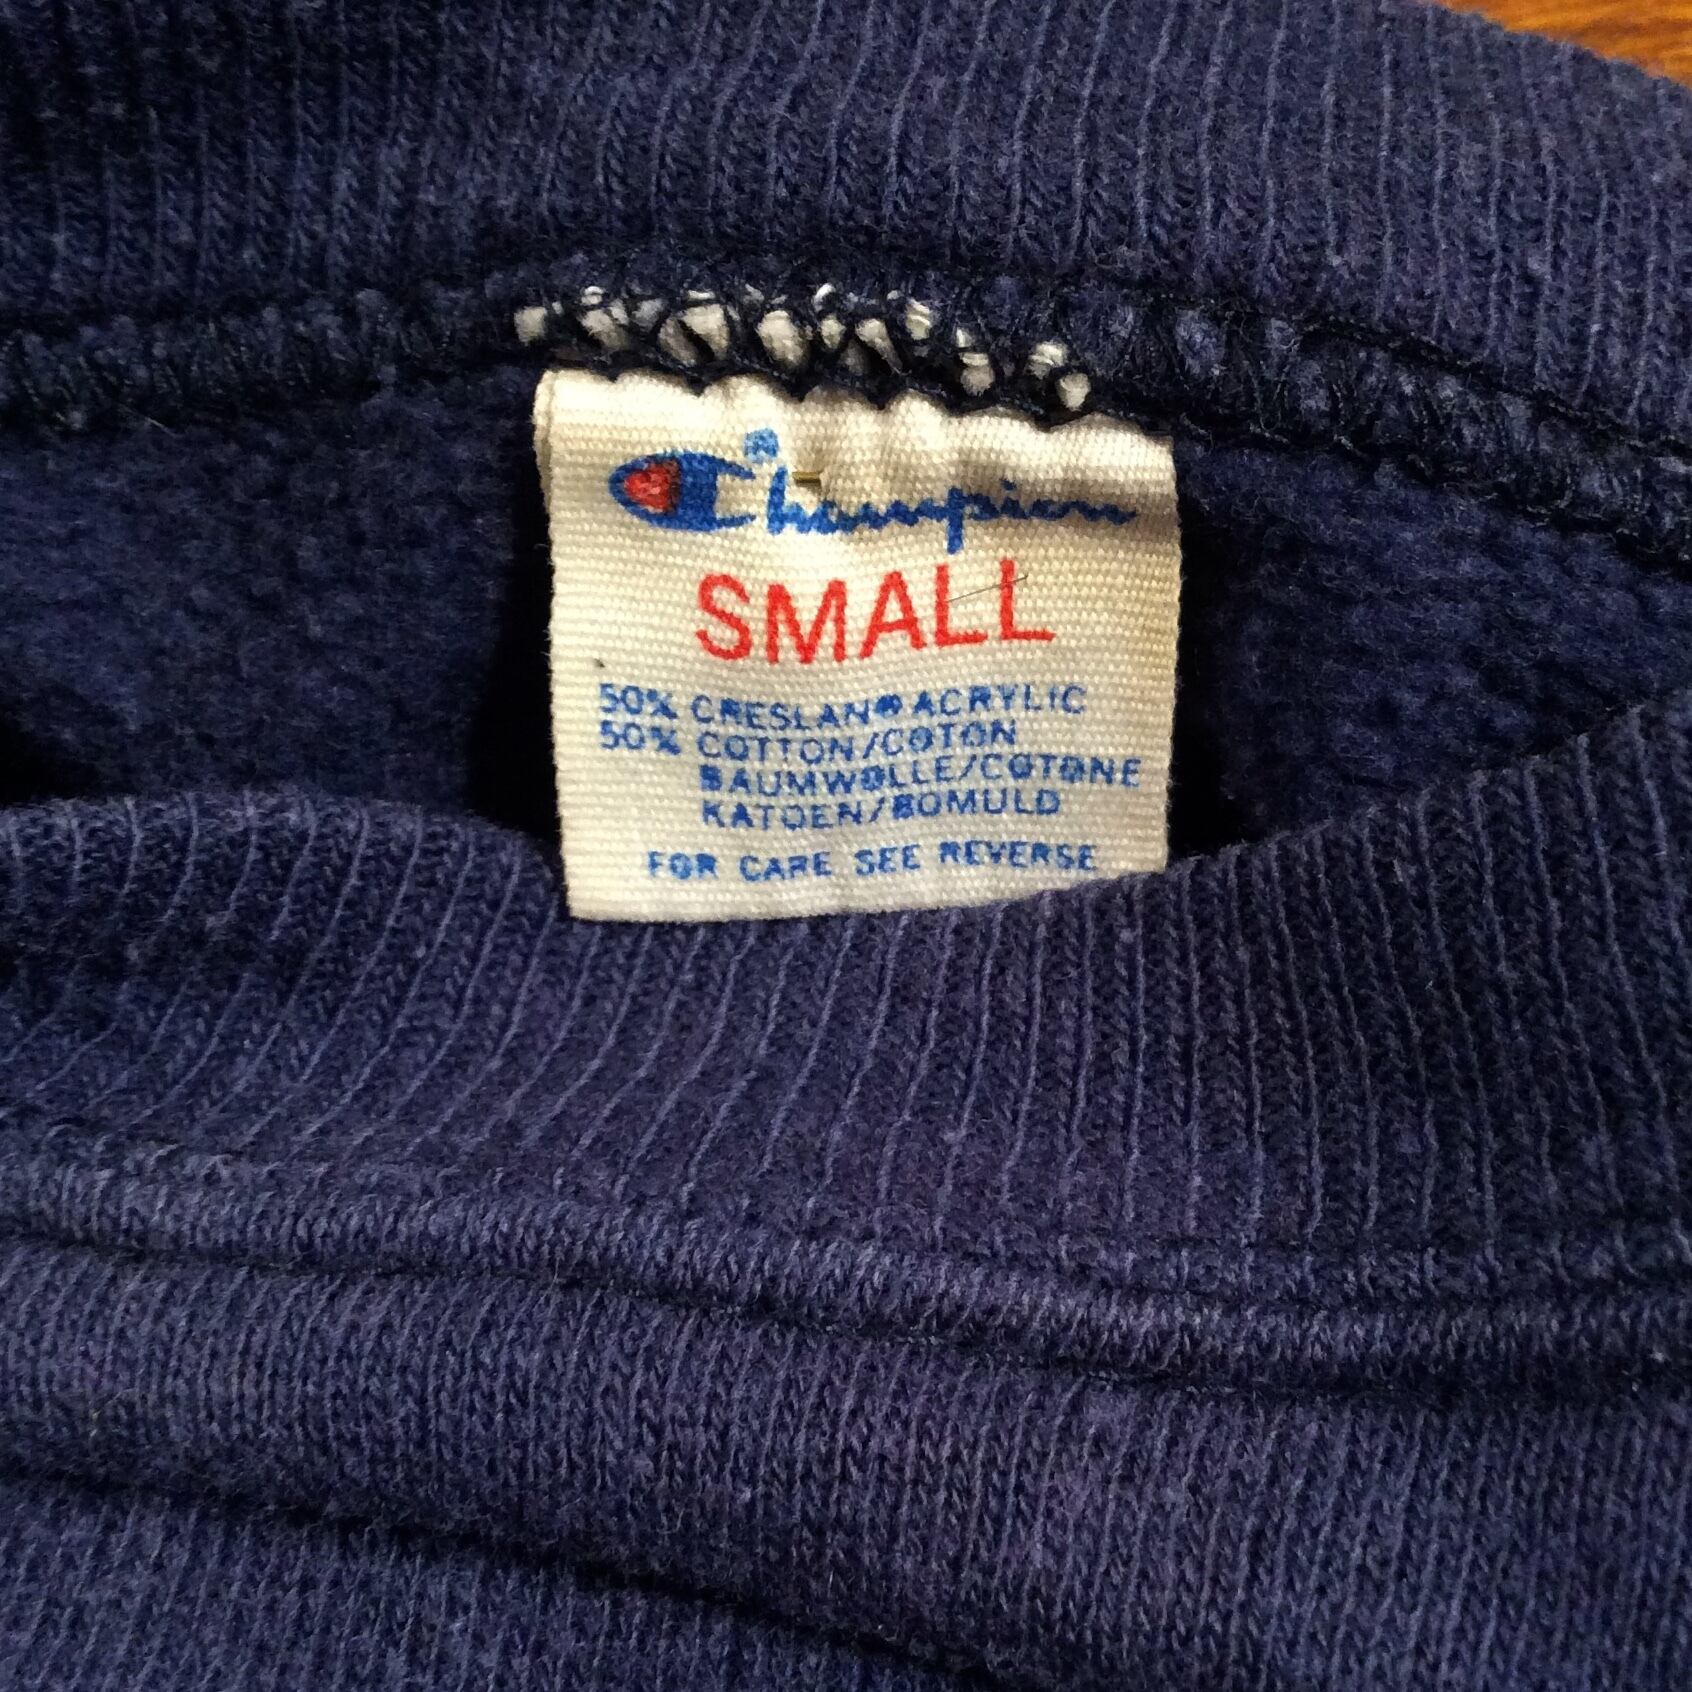 Champion®
SMALL
50% CRESLAN® ACRYLIC
50% COTTON/COTON
BAUMWOLLE/COTONE
KATOEN/BOMULD
FOR CARE SEE REVERSE